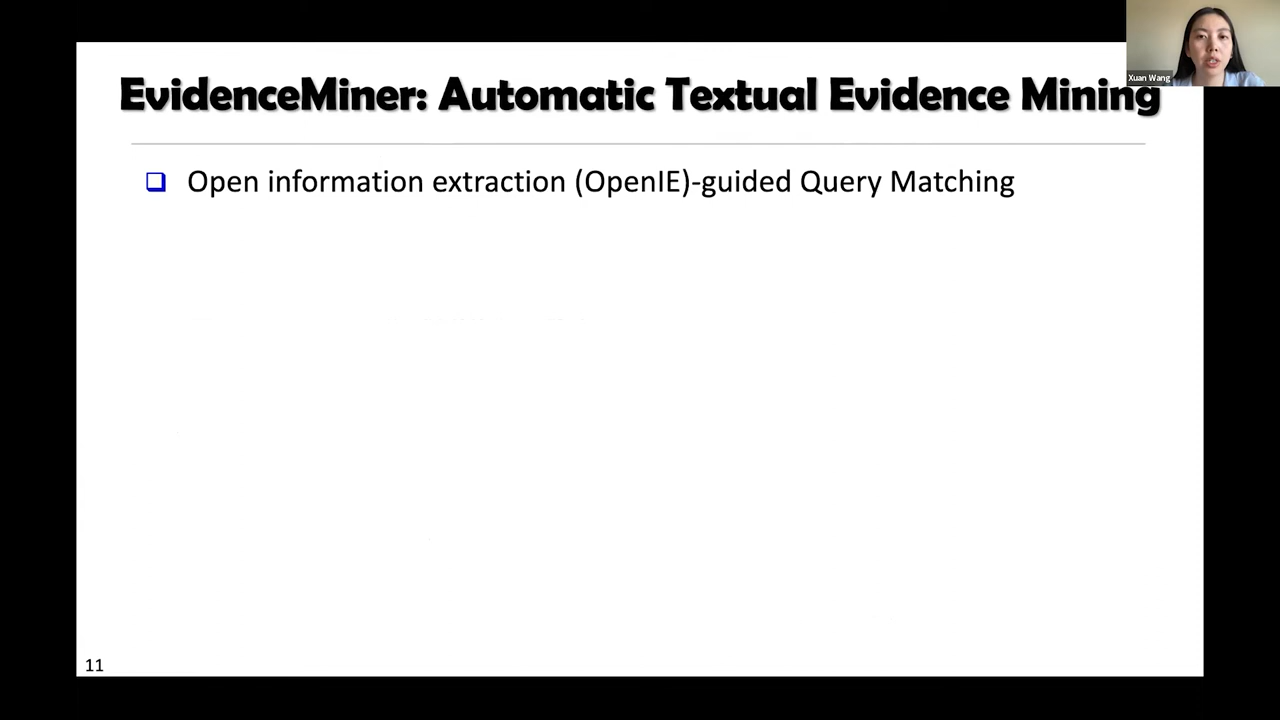 Xuan Wang
EvidenceMiner: Automatic Textual Evidence Mining
Open information extraction (OpenIE)-guided Query Matching
11